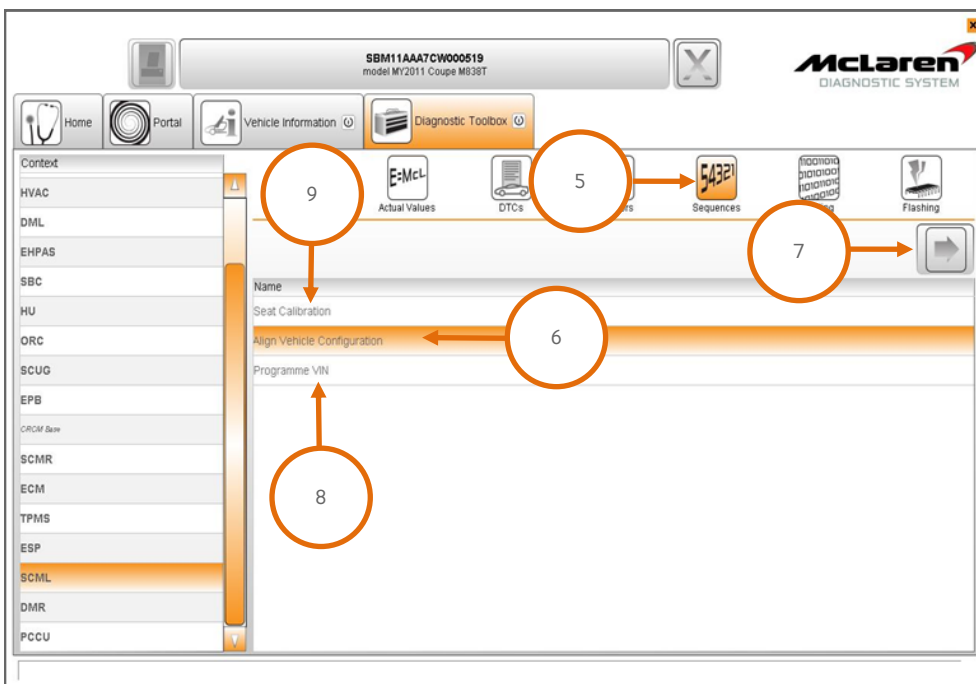 SBM11AAA7CW000519
model MY2011 Coupe M838T
McLaren
DIAGNOSTIC SYSTEM
Home
Portal
Vehicle Information
Diagnostic Toolbox
Context
HVAC
DML
EHPAS
SBC
HU
ORC
SCUG
EPB
CRCM Base
SCMR
ECM
TPMS
ESP
SCML
DMR
PCCU
E=McL
54321
Actual Values
DTCs
Sequences
Flashing
9
5
7
Name
Seat Calibration
Align Vehicle Configuration
6
Programme VIN
8